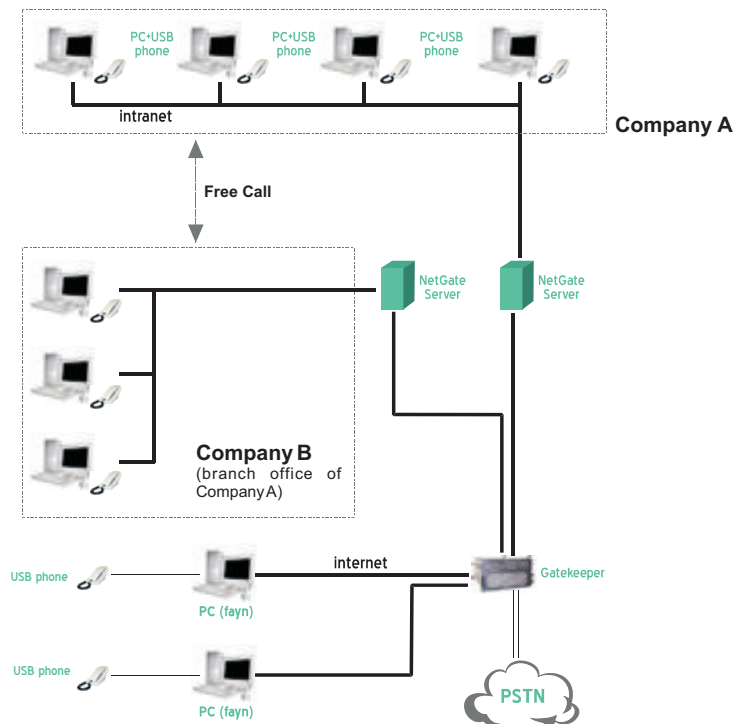 PC+USB
phone
PC+USB
phone
PC+USB
phone
intranet
Company A
Free Call
NetGate
Server
NetGate
Server
Company B
(branch office of
Company A)
internet
USB phone
PC (fayn)
Gatekeeper
USB phone
PC (fayn)
PSTN